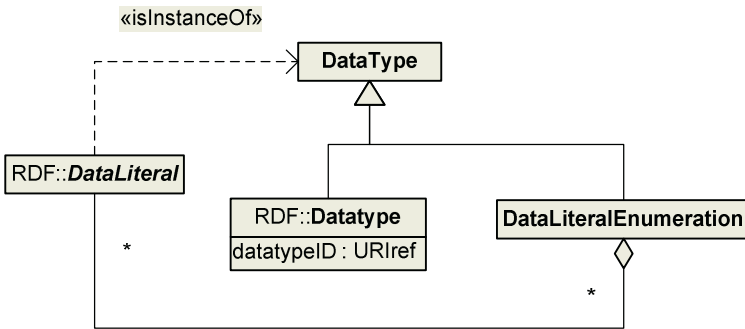 «isInstanceOf»
DataType
RDF::DataLiteral
RDF::Datatype
datatypeID : URIref
DataLiteralEnumeration
*
*